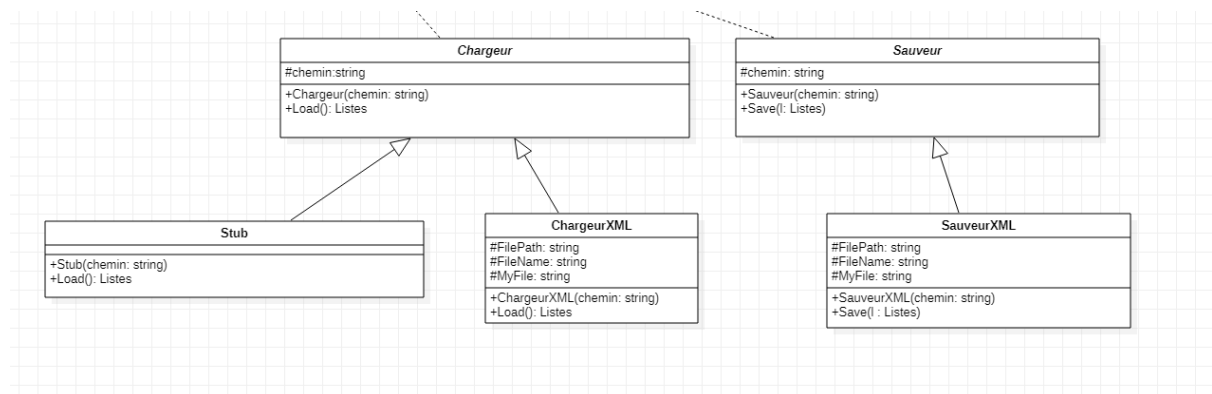 Chargeur
#chemin:string
+Chargeur(chemin: string)
+Load(): Listes
Sauveur
#chemin: string
+Sauveur(chemin: string)
+Save(l: Listes)
Stub
+Stub(chemin: string)
+Load(): Listes
ChargeurXML
#FilePath: string
#FileName: string
#MyFile: string
+ChargeurXML(chemin: string)
+Load(): Listes
SauveurXML
#FilePath: string
#FileName: string
#MyFile: string
+SauveurXML(chemin: string)
+Save(l : Listes)